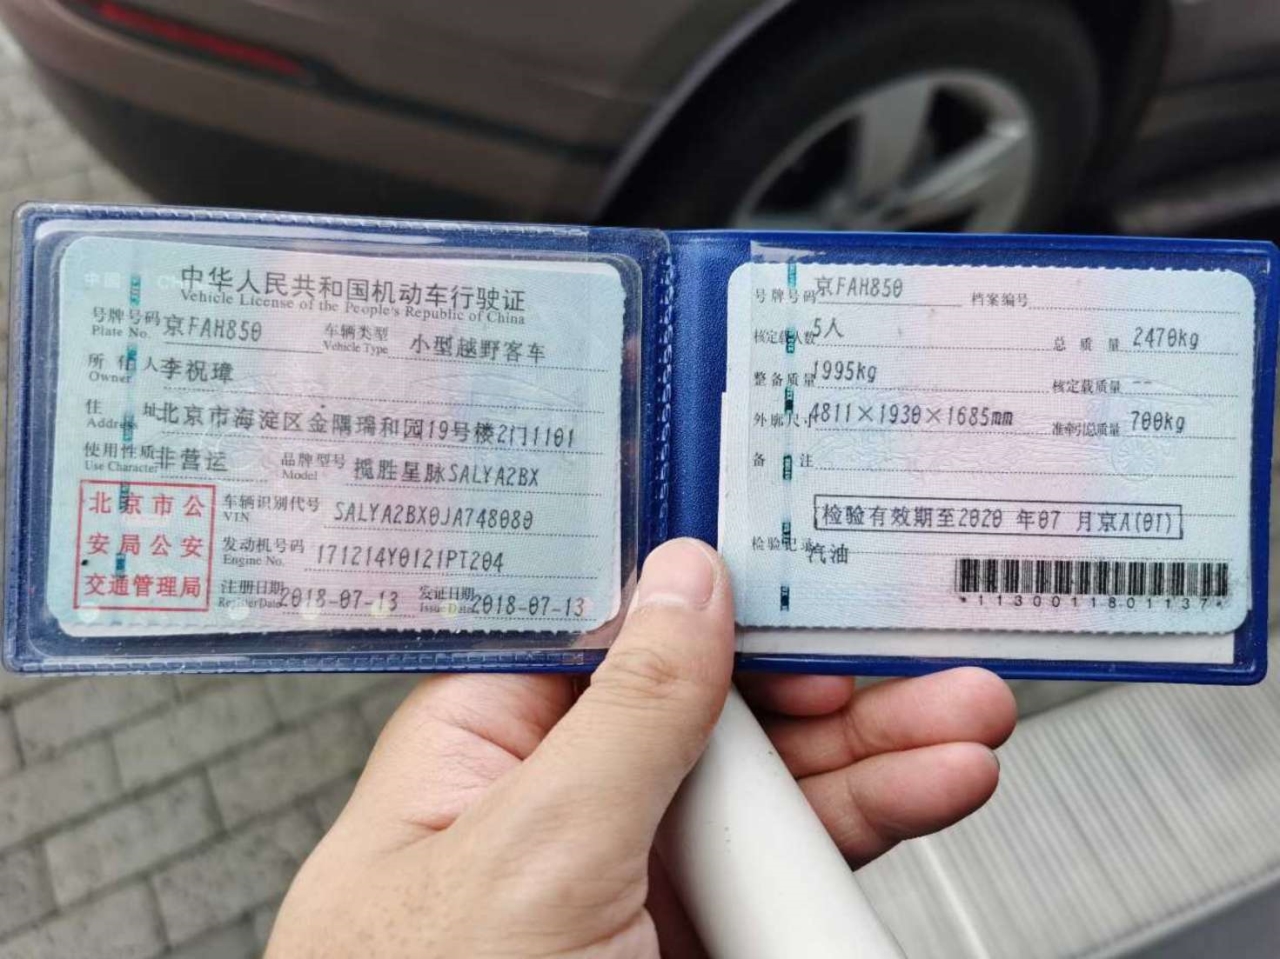 中华人民共和国机动车行驶证
Vehicle License of the People's Republic of China
号牌号码 京FAH850 车辆类型 小型越野客车
Plate No. Vehicle Type
所有人 李祝璋
Owner
住址 北京市海淀区金隅瑞和园19号楼2门1101
Address
使用性质 非营运 品牌型号 揽胜星脉SALYA2BX
Use Character Model
北京市公
安局公安
交通管理局
车辆识别代号 SALYA2BX0JA748080
VIN
发动机号码 171214Y0121PT204
Engine No.
注册日期 2018-07-13 发证日期 2018-07-13
Register Date Issue Date
号牌号码 京FAH850 档案编号
核定载人数 5人 总质量 2470kg
整备质量 1995kg 核定载质量 --
外廓尺寸 4811×1930×1685mm 准牵引总质量 700kg
备注
检验有效期至2020 年07 月京A(01)
检验记录 汽油
*1130011801137*